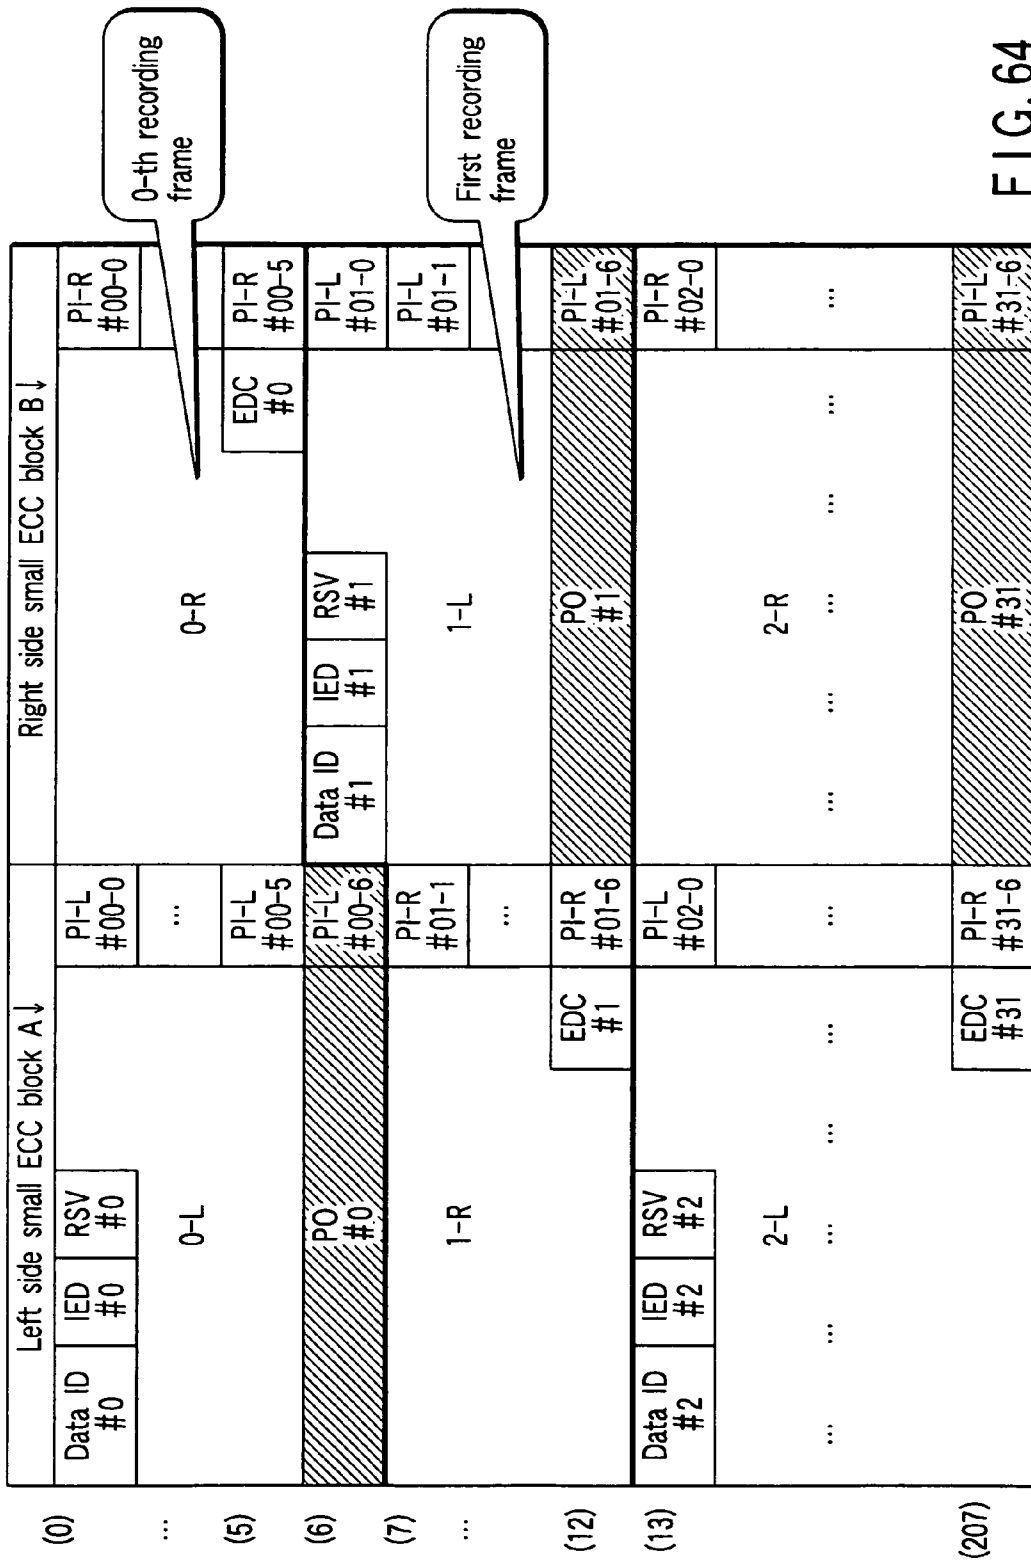 Left side small ECC block A↓
Right side small ECC block B↓
(0)
Data ID
#0
IED
#0
RSV
#0
PI-L
#00-0
PI-R
#00-0
...
0-L
...
0-R
0-th recording
frame
(5)
PI-L
#00-5
EDC
#0
PI-R
#00-5
(6)
PO
#0
PI-L
#00-6
Data ID
#1
IED
#1
RSV
#1
PI-L
#01-0
(7)
PI-R
#01-1
PI-L
#01-1
...
1-R
...
1-L
First recording
frame
(12)
EDC
#1
PI-R
#01-6
PO
#1
PI-L
#01-6
(13)
Data ID
#2
IED
#2
RSV
#2
PI-L
#02-0
PI-R
#02-0
2-L
2-R
... ... ... ... ... ... ... ... ... ... ... ...
(207)
EDC
#31
PI-R
#31-6
PO
#31
PI-L
#31-6
FIG. 64